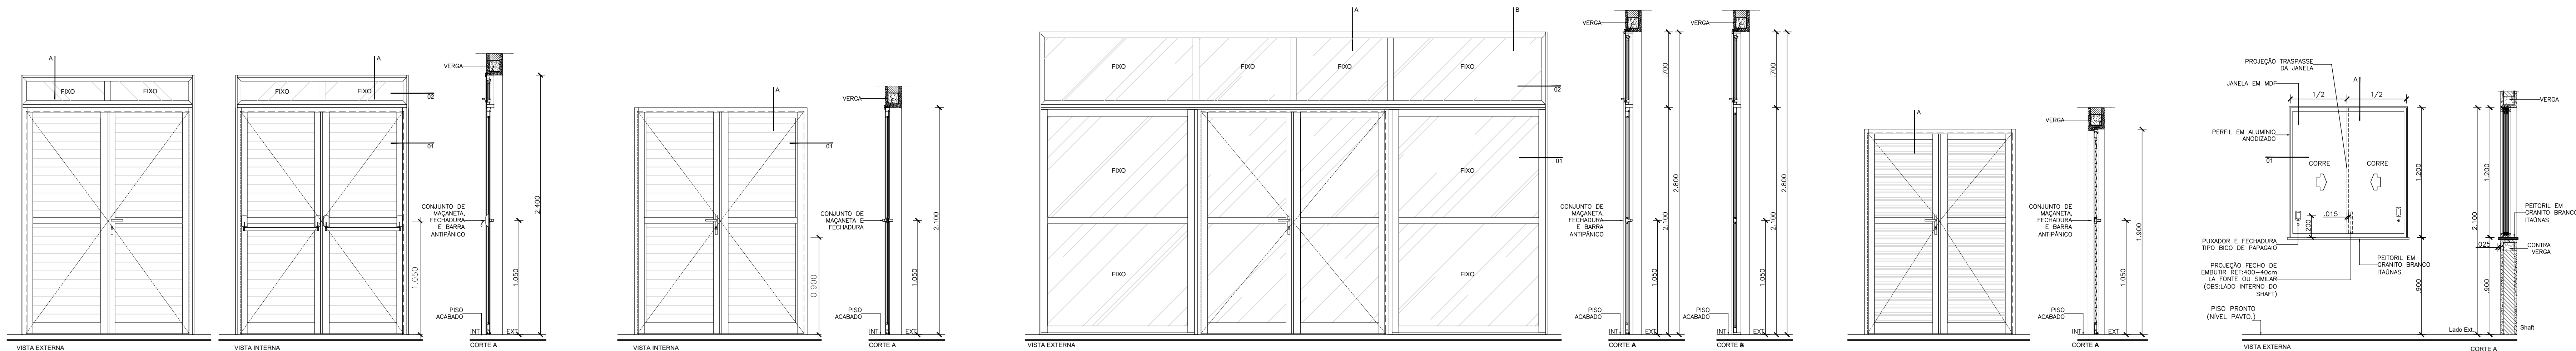 A
FIXO
FIXO
VISTA EXTERNA
A
FIXO
FIXO
02
01
1.050
VISTA INTERNA
VERGA
CONJUNTO DE
MAÇANETA,
FECHADURA
E BARRA
ANTIPÂNICO
PISO
ACABADO
INT
EXT
2.400
1.050
CORTE A
A
01
0.900
VISTA INTERNA
VERGA
CONJUNTO DE
MAÇANETA E
FECHADURA
PISO
ACABADO
INT
EXT
2.100
1.050
CORTE A
A
B
FIXO
FIXO
FIXO
FIXO
02
FIXO
FIXO
01
FIXO
FIXO
VISTA EXTERNA
VERGA
CONJUNTO DE
MAÇANETA,
FECHADURA
E BARRA
ANTIPÂNICO
PISO
ACABADO
INT
EXT
.700
2.800
2.100
1.050
CORTE A
VERGA
PISO
ACABADO
INT
EXT
.700
2.800
2.100
1.050
CORTE B
A
VERGA
CONJUNTO DE
MAÇANETA,
FECHADURA
E BARRA
ANTIPÂNICO
PISO
ACABADO
INT
EXT
1.900
1.050
CORTE A
PROJEÇÃO TRASPASSE
DA JANELA
JANELA EM MDF
PERFIL EM ALUMÍNIO
ANODIZADO
01
A
1/2
1/2
CORRE
CORRE
1.200
.015
.200
.900
PUXADOR E FECHADURA
TIPO BICO DE PAPAGAIO
PROJEÇÃO FECHO DE
EMBUTIR REF:400-40cm
LA FONTE OU SIMILAR
(OBS:LADO INTERNO DO
SHAFT)
PEITORIL EM
GRANITO BRANCO
ITAÚNAS
PISO PRONTO
(NÍVEL PAVTO.)
VISTA EXTERNA
VERGA
1.200
2.100
.025
.900
PEITORIL EM
GRANITO BRANCO
ITAÚNAS
CONTRA
VERGA
Lado Ext.
Shaft
CORTE A